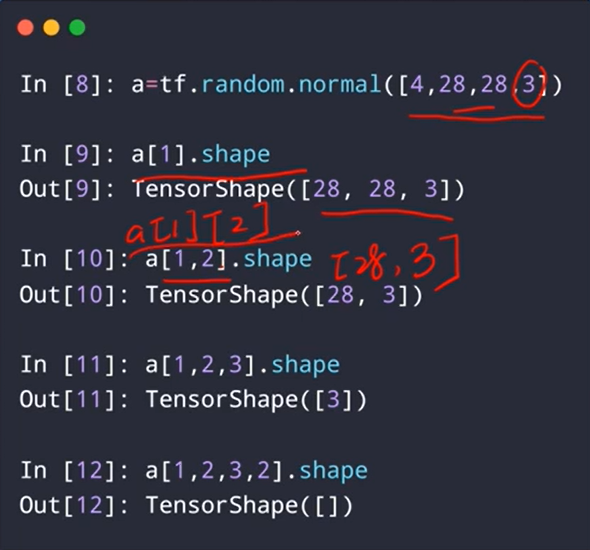 In [8]: a=tf.random.normal([4,28,28,3])
In [9]: a[1].shape
Out[9]: TensorShape([28, 28, 3])
a[1][2]
In [10]: a[1,2].shape [28,3]
Out[10]: TensorShape([28, 3])
In [11]: a[1,2,3].shape
Out[11]: TensorShape([3])
In [12]: a[1,2,3,2].shape
Out[12]: TensorShape([])